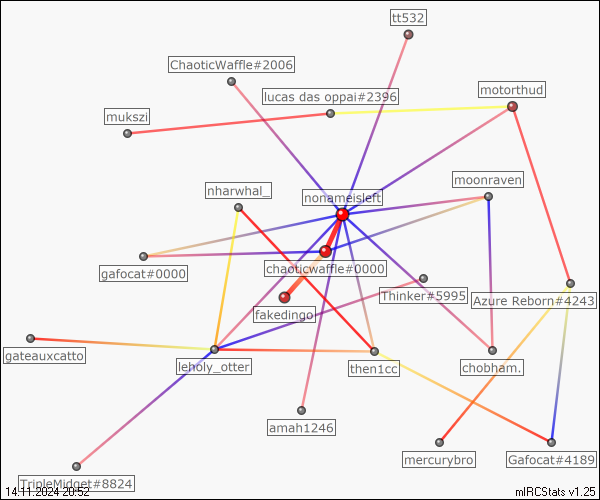 tt532
ChaoticWaffle#2006
lucas das oppai#2396
motorthud
mukszi
moonraven
nharwhal_
nonameisleft
gafocat#0000
chaoticwaffle#0000
Thinker#5995
Azure Reborn#4243
fakedingo
gateauxcatto
leholy_otter
then1cc
chobham.
amah1246
mercurybro
Gafocat#4189
TripleMidget#8824
14.11.2024 20:52
mIRCStats v1.25